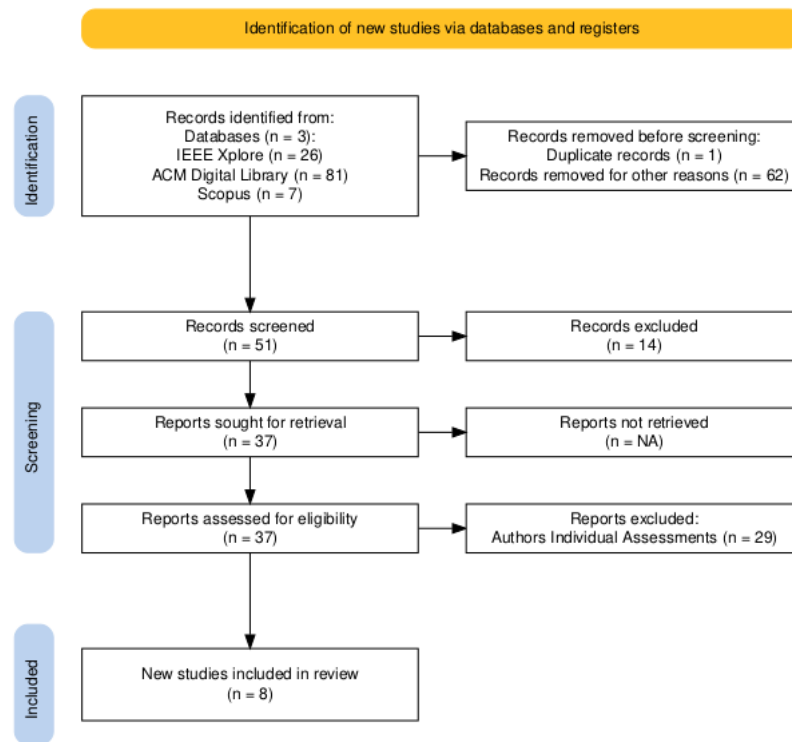 Identification of new studies via databases and registers
Identification
Records identified from:
Databases (n = 3):
IEEE Xplore (n = 26)
ACM Digital Library (n = 81)
Scopus (n = 7)
Records removed before screening:
Duplicate records (n = 1)
Records removed for other reasons (n = 62)
Screening
Records screened
(n = 51)
Records excluded
(n = 14)
Reports sought for retrieval
(n = 37)
Reports not retrieved
(n = NA)
Reports assessed for eligibility
(n = 37)
Reports excluded:
Authors Individual Assessments (n = 29)
Included
New studies included in review
(n = 8)